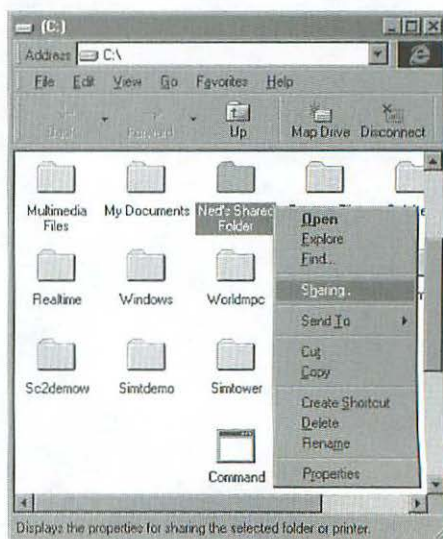 (C:)
Address C:\
File Edit View Go Favorites Help
Up Map Drive Disconnect
Multimedia Files
My Documents
Ned's Shared Folder
Realtime
Windows
Worldmpc
Sc2demow
Simtdemo
Simtower
Command
Open
Explore
Find...
Sharing...
Send To
Cut
Copy
Create Shortcut
Delete
Rename
Properties
Displays the properties for sharing the selected folder or printer.